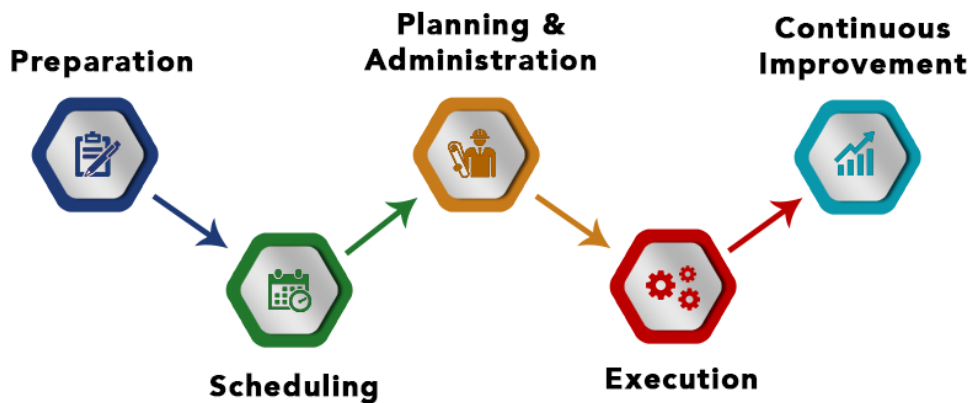 Preparation
Scheduling
Planning &
Administration
Execution
Continuous
Improvement